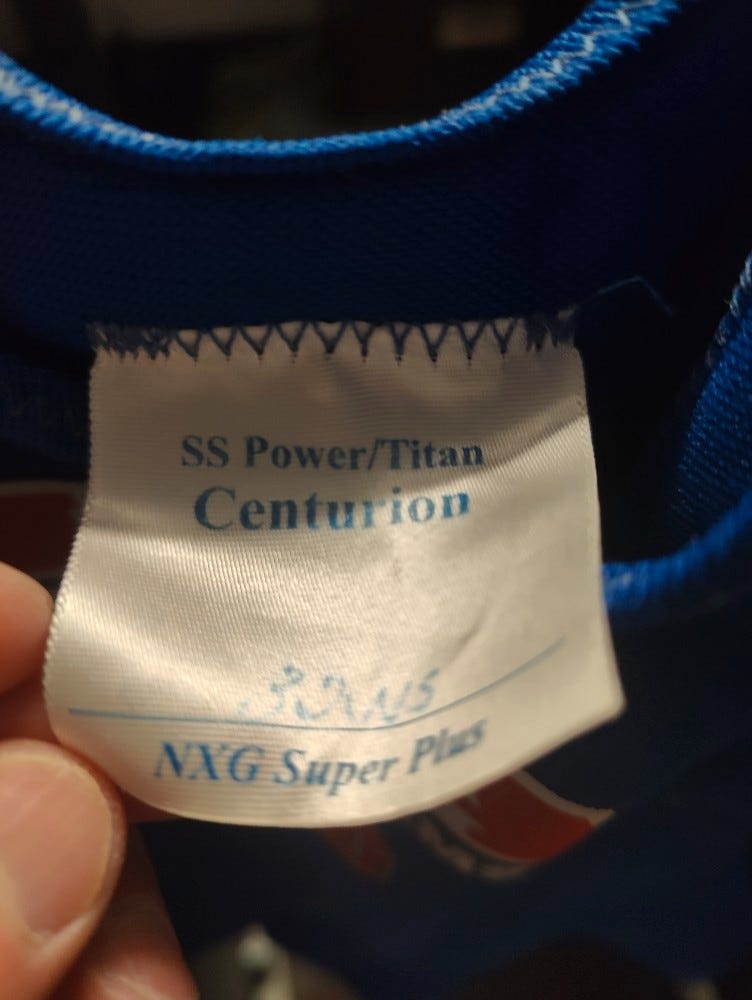 SS Power/Titan
Centurion
NXG Super Plus